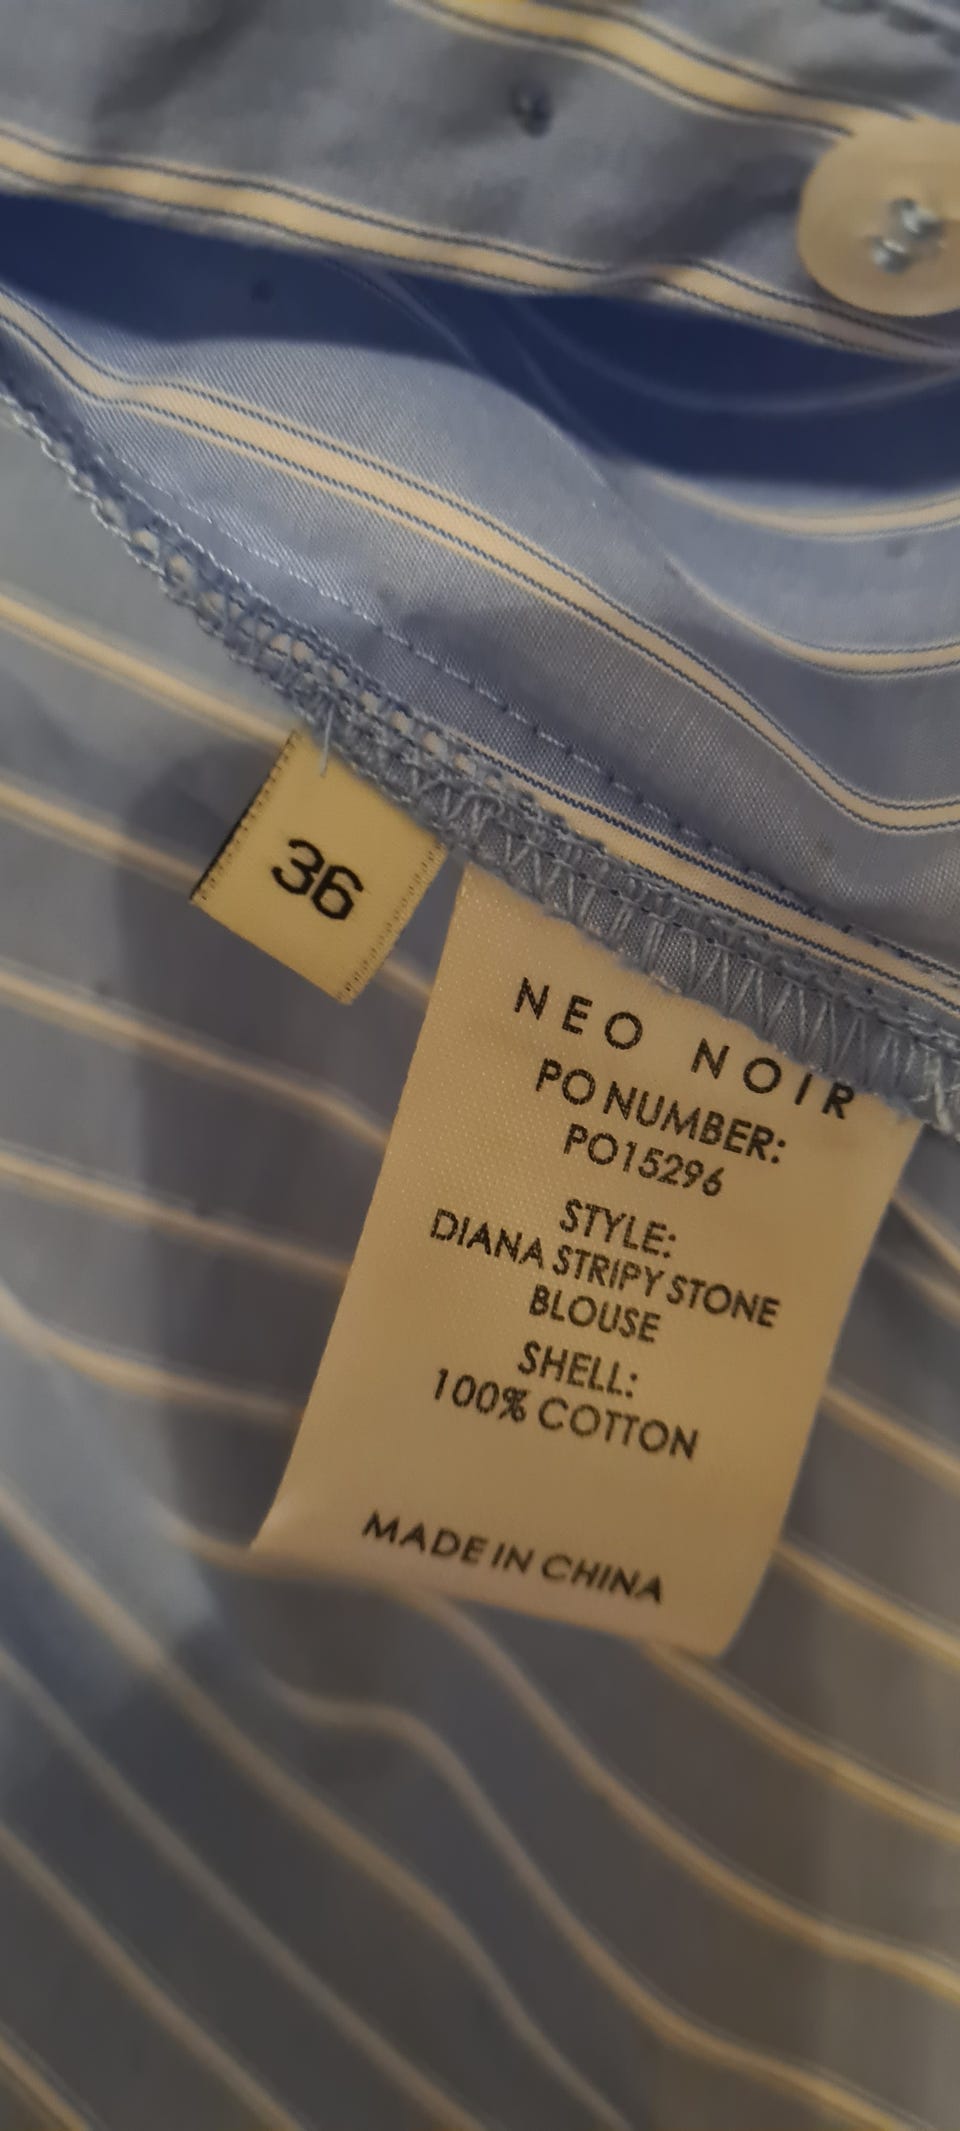 36
NEO NOIR
PO NUMBER:
PO15296
STYLE:
DIANA STRIPY STONE
BLOUSE
SHELL:
100% COTTON
MADE IN CHINA